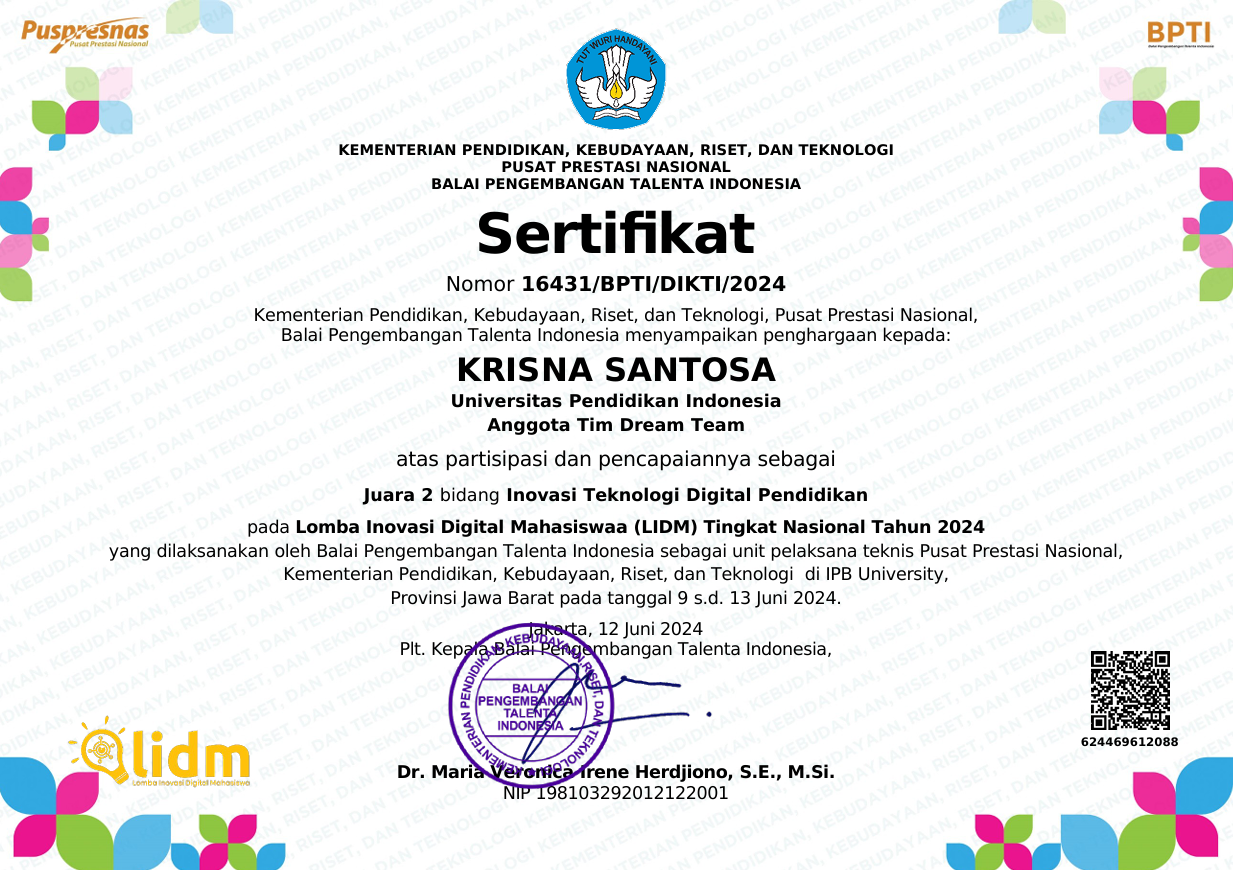 Puspresnas
Pusat Prestasi Nasional
BPTI
Balai Pengembangan Talenta Indonesia
TUT WURI HANDAYANI
KEMENTERIAN PENDIDIKAN, KEBUDAYAAN, RISET, DAN TEKNOLOGI
PUSAT PRESTASI NASIONAL
BALAI PENGEMBANGAN TALENTA INDONESIA
Sertifikat
Nomor 16431/BPTI/DIKTI/2024
Kementerian Pendidikan, Kebudayaan, Riset, dan Teknologi, Pusat Prestasi Nasional,
Balai Pengembangan Talenta Indonesia menyampaikan penghargaan kepada:
KRISNA SANTOSA
Universitas Pendidikan Indonesia
Anggota Tim Dream Team
atas partisipasi dan pencapaiannya sebagai
Juara 2 bidang Inovasi Teknologi Digital Pendidikan
pada Lomba Inovasi Digital Mahasiswaa (LIDM) Tingkat Nasional Tahun 2024
yang dilaksanakan oleh Balai Pengembangan Talenta Indonesia sebagai unit pelaksana teknis Pusat Prestasi Nasional,
Kementerian Pendidikan, Kebudayaan, Riset, dan Teknologi di IPB University,
Provinsi Jawa Barat pada tanggal 9 s.d. 13 Juni 2024.
Jakarta, 12 Juni 2024
Plt. Kepala Balai Pengembangan Talenta Indonesia,
KEMENTERIAN PENDIDIKAN, KEBUDAYAAN, RISET, DAN TEKNOLOGI
BALAI
PENGEMBANGAN
TALENTA
INDONESIA
Dr. Maria Veronica Irene Herdjiono, S.E., M.Si.
NIP 198103292012122001
624469612088
lidm
Lomba Inovasi Digital Mahasiswa